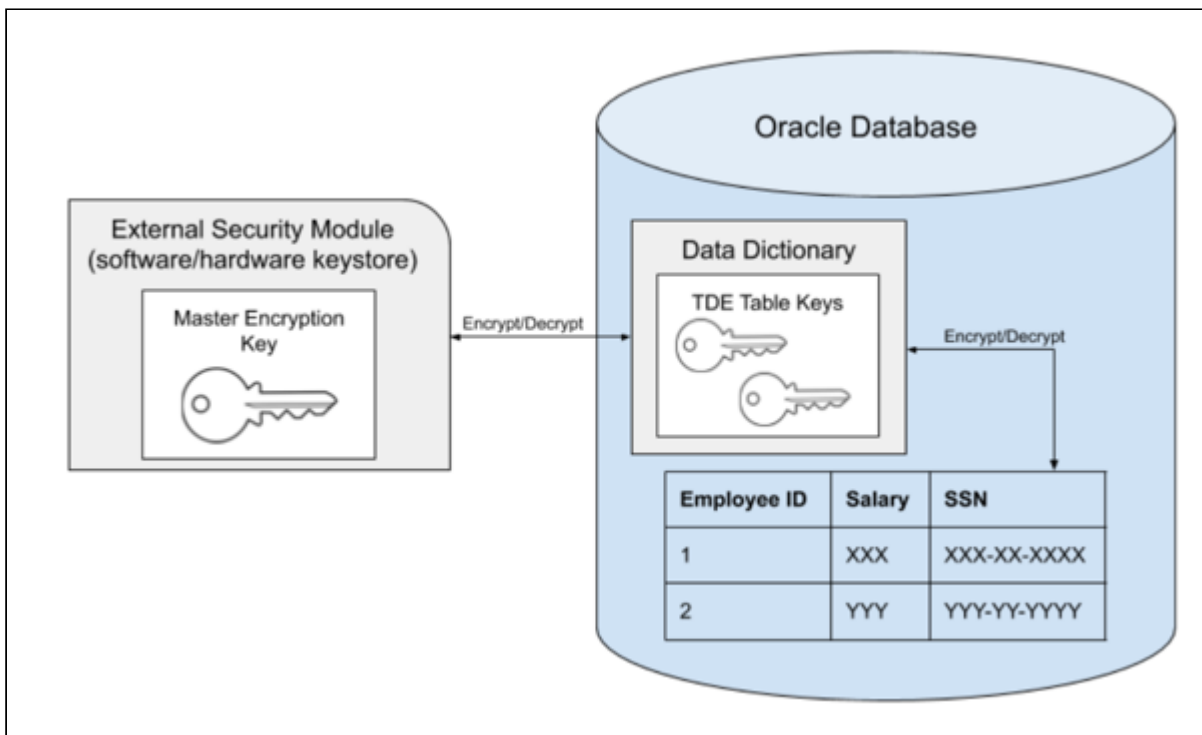 Oracle Database
External Security Module
(software/hardware keystore)
Master Encryption
Key
Encrypt/Decrypt
Data Dictionary
TDE Table Keys
Encrypt/Decrypt
Employee ID Salary SSN
1 XXX XXX-XX-XXXX
2 YYY YYY-YY-YYYY